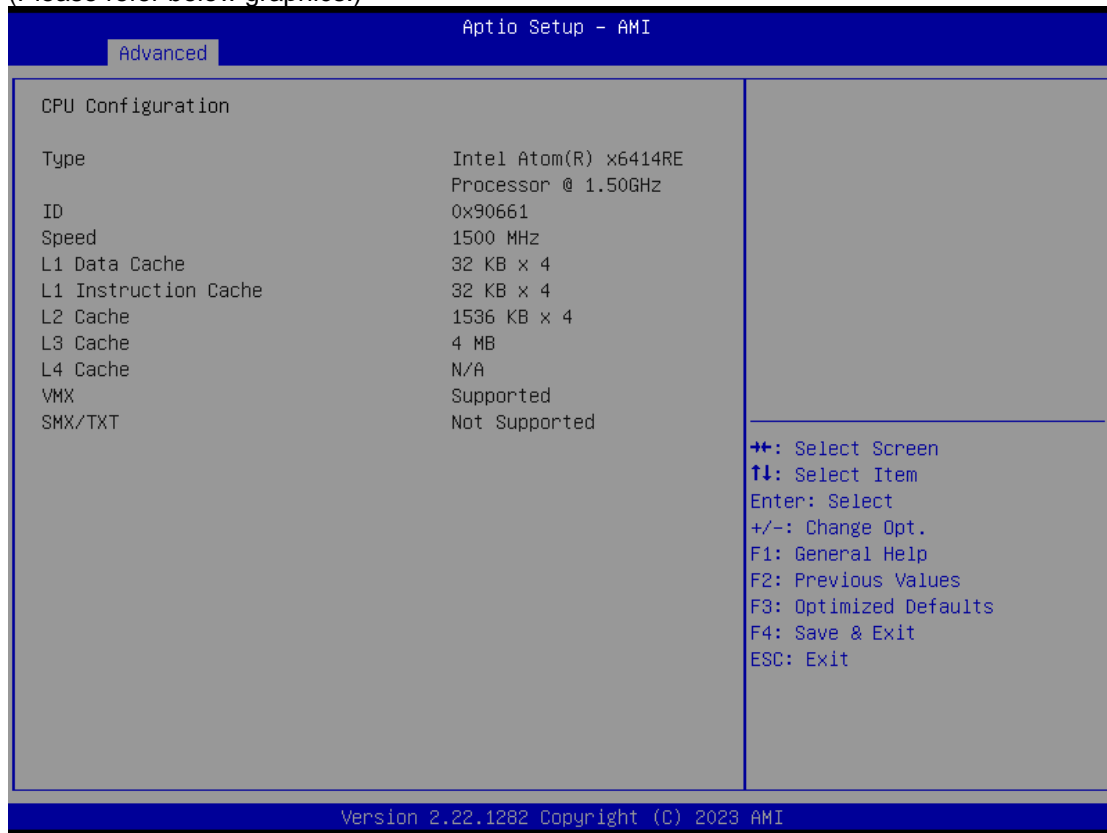 (Please refer below graphics.)
Aptio Setup – AMI
Advanced
CPU Configuration
Type Intel Atom(R) x6414RE
Processor @ 1.50GHz
ID 0x90661
Speed 1500 MHz
L1 Data Cache 32 KB x 4
L1 Instruction Cache 32 KB x 4
L2 Cache 1536 KB x 4
L3 Cache 4 MB
L4 Cache N/A
VMX Supported
SMX/TXT Not Supported
→←: Select Screen
↑↓: Select Item
Enter: Select
+/-: Change Opt.
F1: General Help
F2: Previous Values
F3: Optimized Defaults
F4: Save & Exit
ESC: Exit
Version 2.22.1282 Copyright (C) 2023 AMI